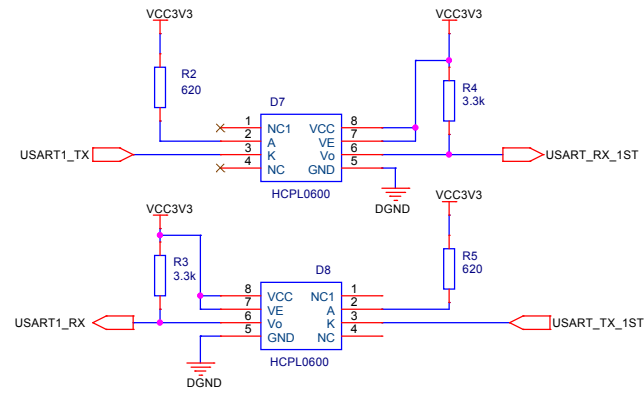 VCC3V3
VCC3V3
R2
620
R4
3.3k
D7
1 NC1 VCC 8
2 A VE 7
USART1_TX 3 K Vo 6 USART_RX_1ST
4 NC GND 5
HCPL0600
DGND
VCC3V3
VCC3V3
R3
3.3k
R5
620
D8
8 VCC NC1 1
7 VE A 2
USART1_RX 6 Vo K 3 USART_TX_1ST
5 GND NC 4
HCPL0600
DGND